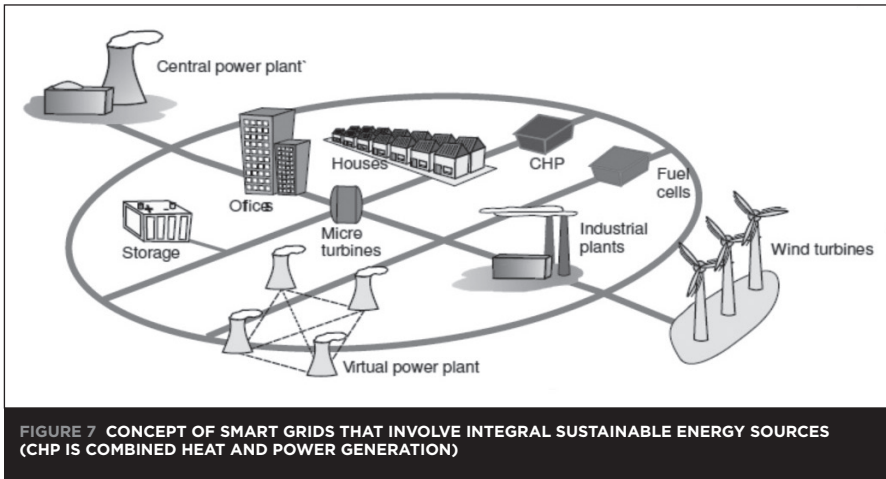 Central power plant`
Houses
CHP
Fuel
cells
Offices
Micre
turbines
Industrial
plants
Storage
Wind turbines
Virtual power plant
FIGURE 7 CONCEPT OF SMART GRIDS THAT INVOLVE INTEGRAL SUSTAINABLE ENERGY SOURCES
(CHP IS COMBINED HEAT AND POWER GENERATION)